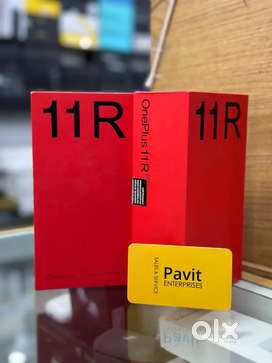 11R
OnePlus 11R
11R
SALES & SERVICE
Pavit
ENTERPRISES
OLX